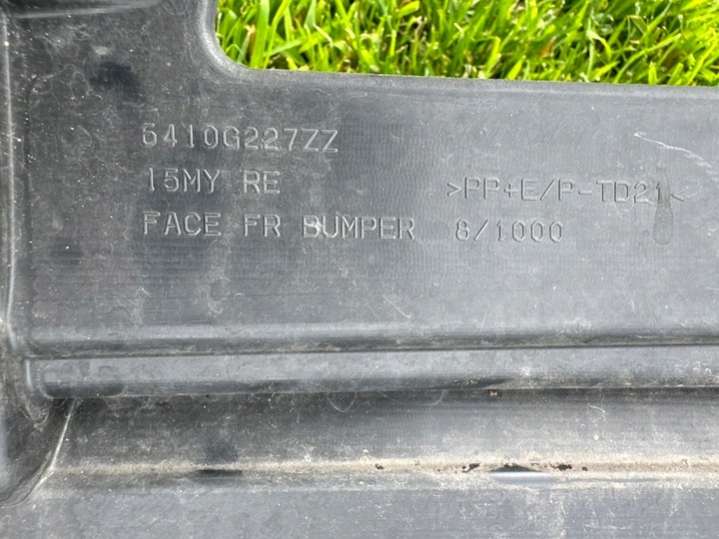 6410G227ZZ
15MY RE
>PP+E/P-TD21<
FACE FR BUMPER 8/1000